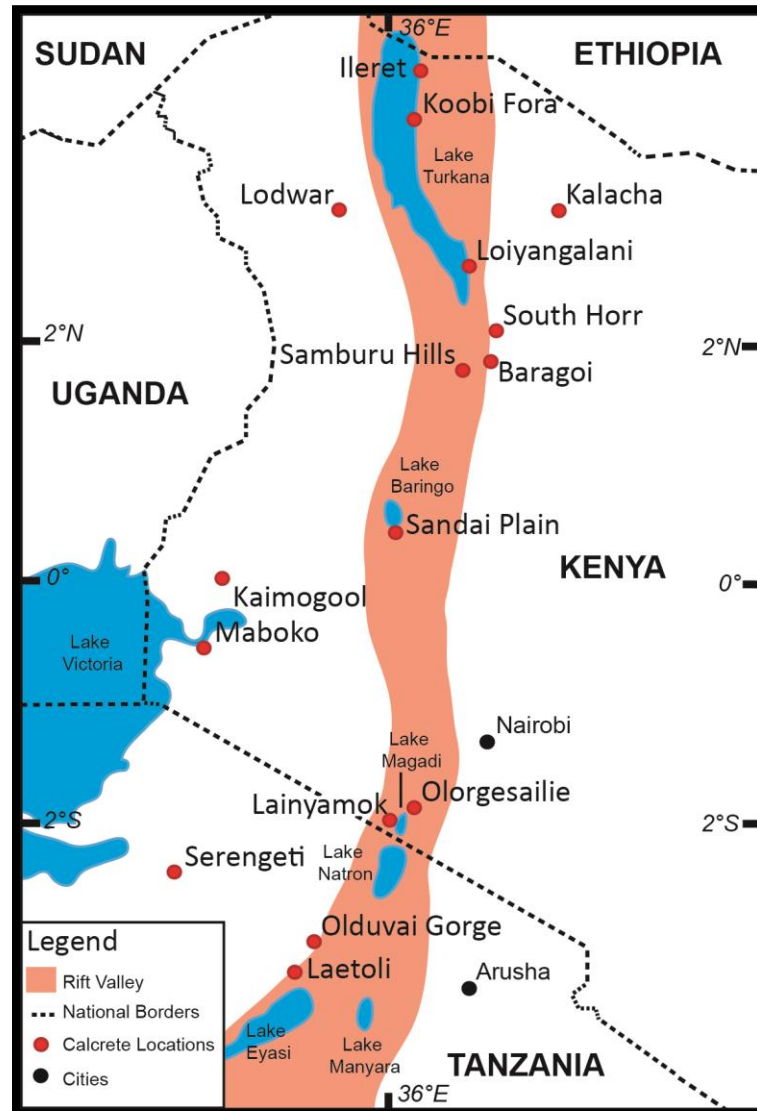 36°E
SUDAN
ETHIOPIA
Ileret
Koobi Fora
Lake
Turkana
Lodwar
Kalacha
Loiyangalani
South Horr
2°N
2°N
Samburu Hills
Baragoi
UGANDA
Lake
Baringo
Sandai Plain
KENYA
0°
0°
Kaimogool
Maboko
Lake
Victoria
Nairobi
Lake
Magadi
Olorgesailie
Lainyamok
2°S
2°S
Serengeti
Lake
Natron
Olduvai Gorge
Laetoli
Arusha
Lake
Eyasi
Lake
Manyara
TANZANIA
36°E
Legend
Rift Valley
National Borders
Calcrete Locations
Cities